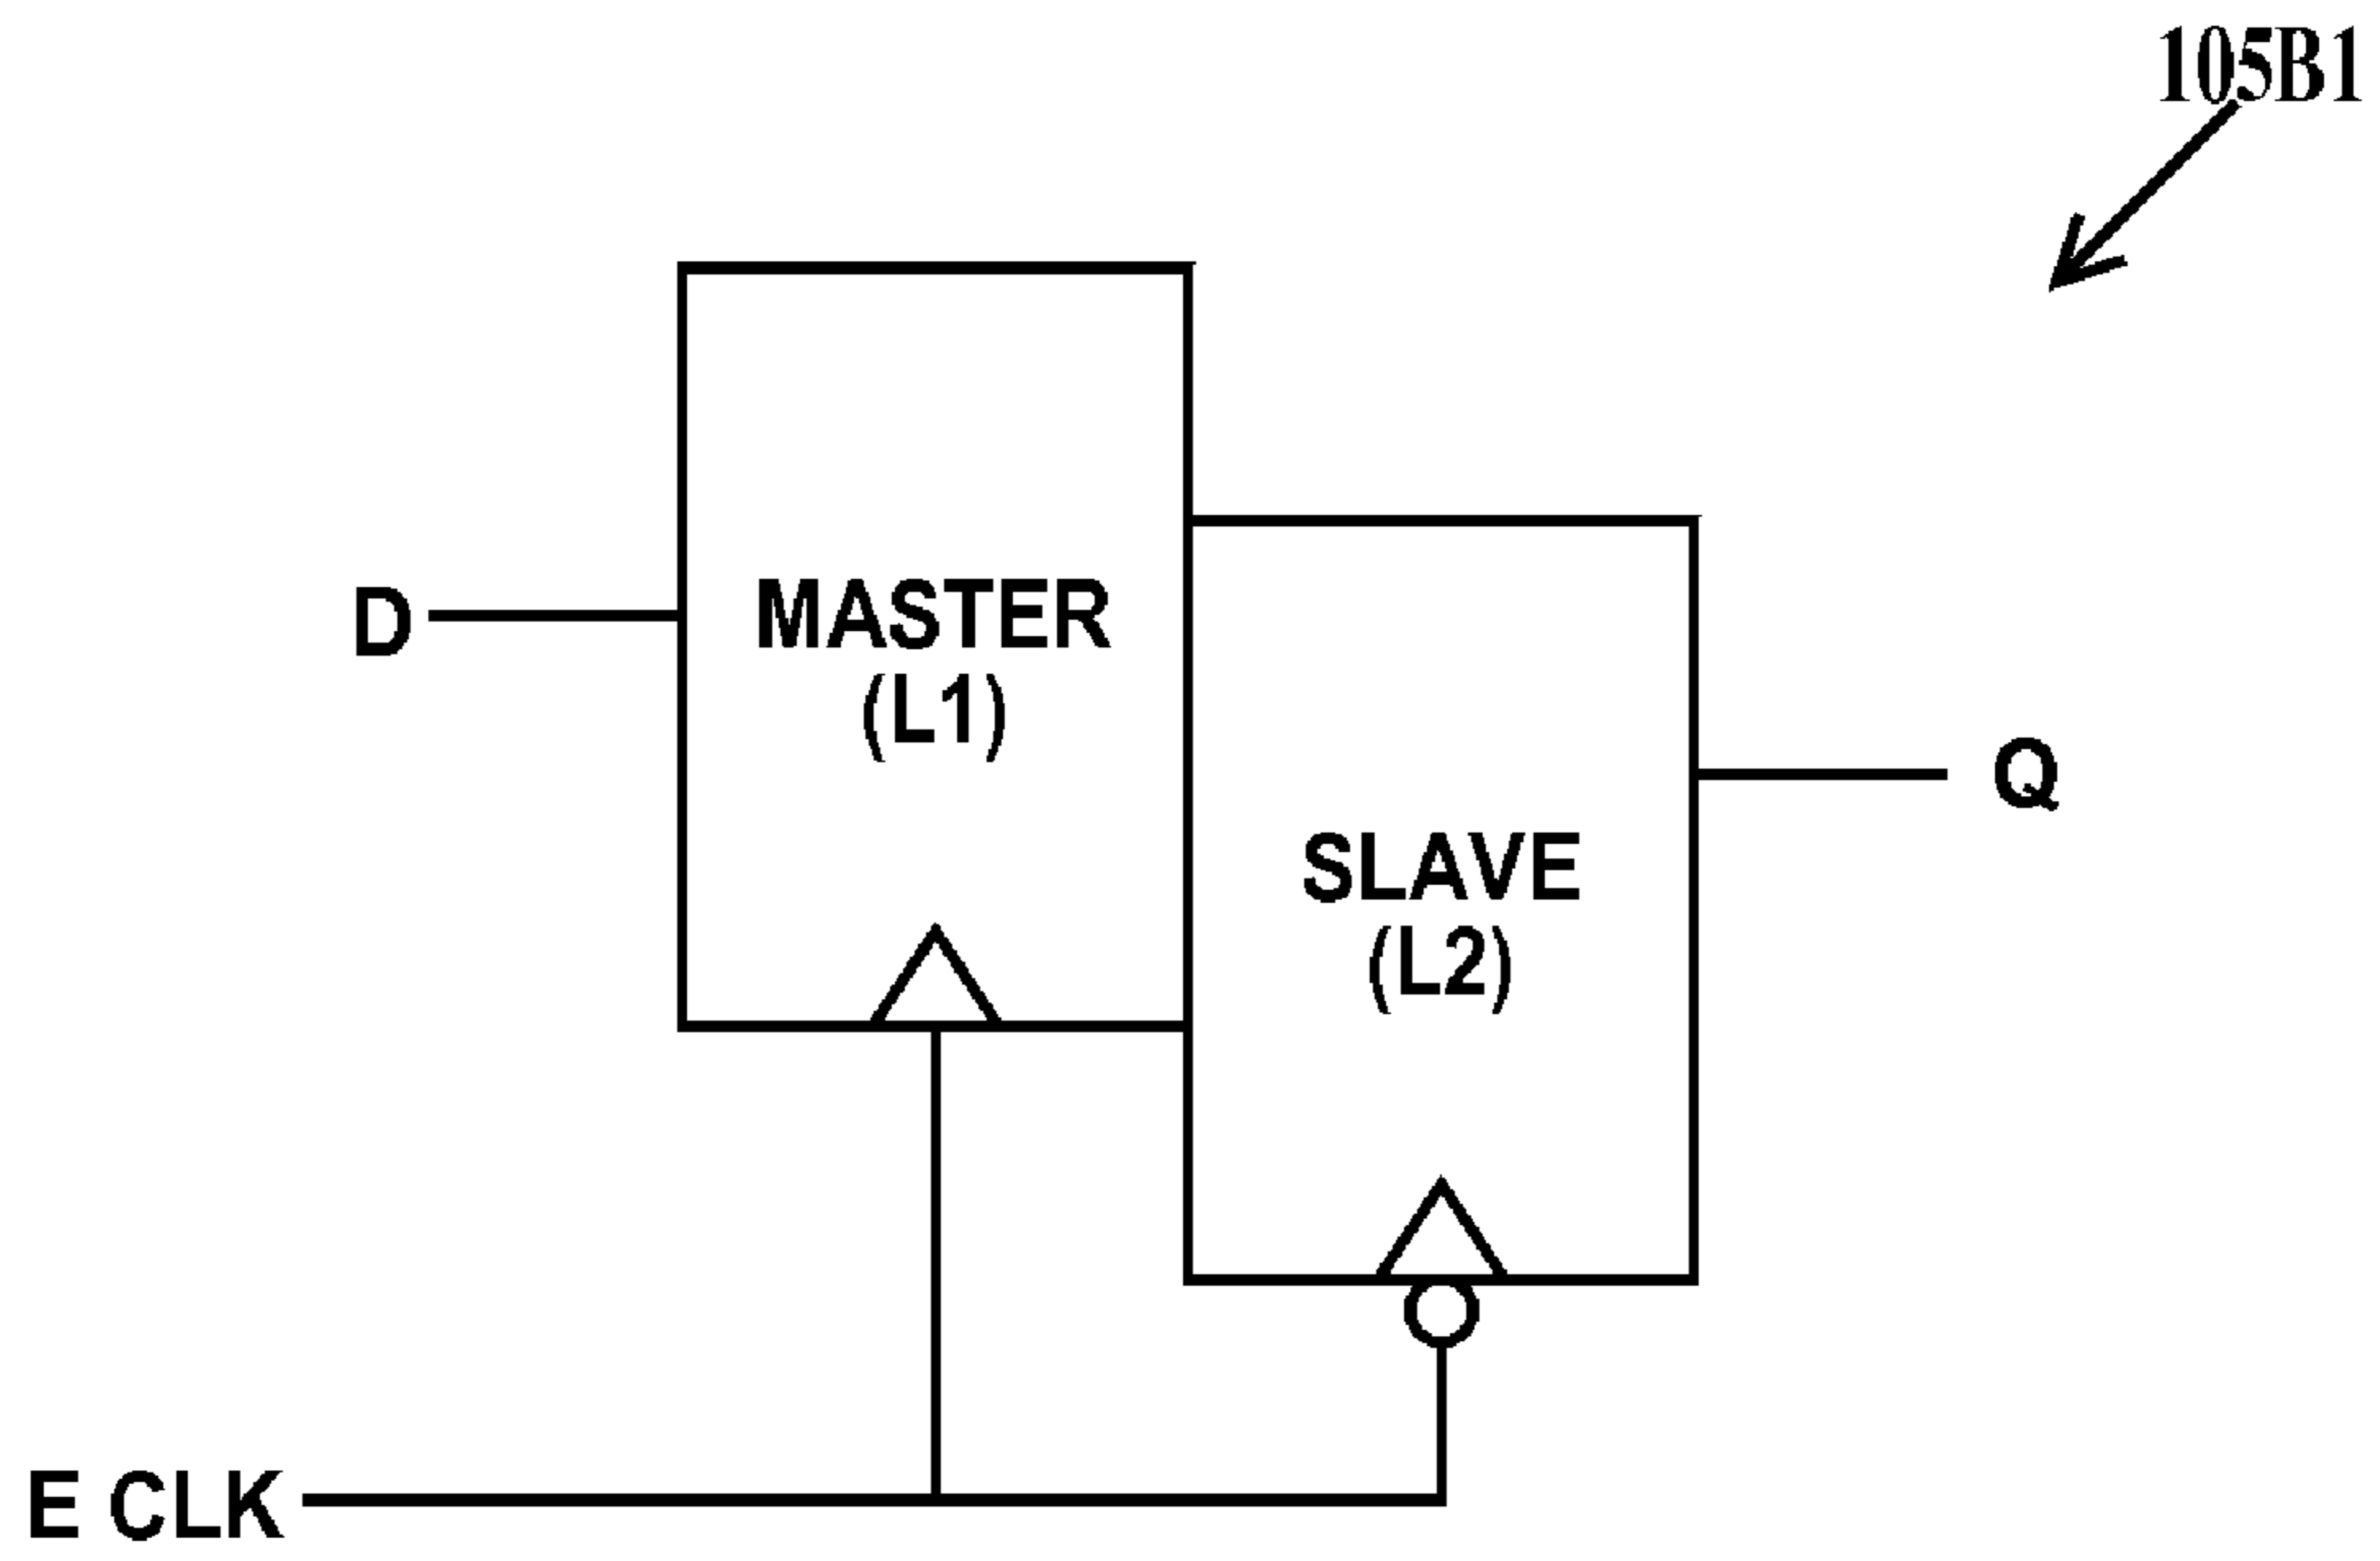 105B1
D
MASTER
(L1)
Q
SLAVE
(L2)
E CLK